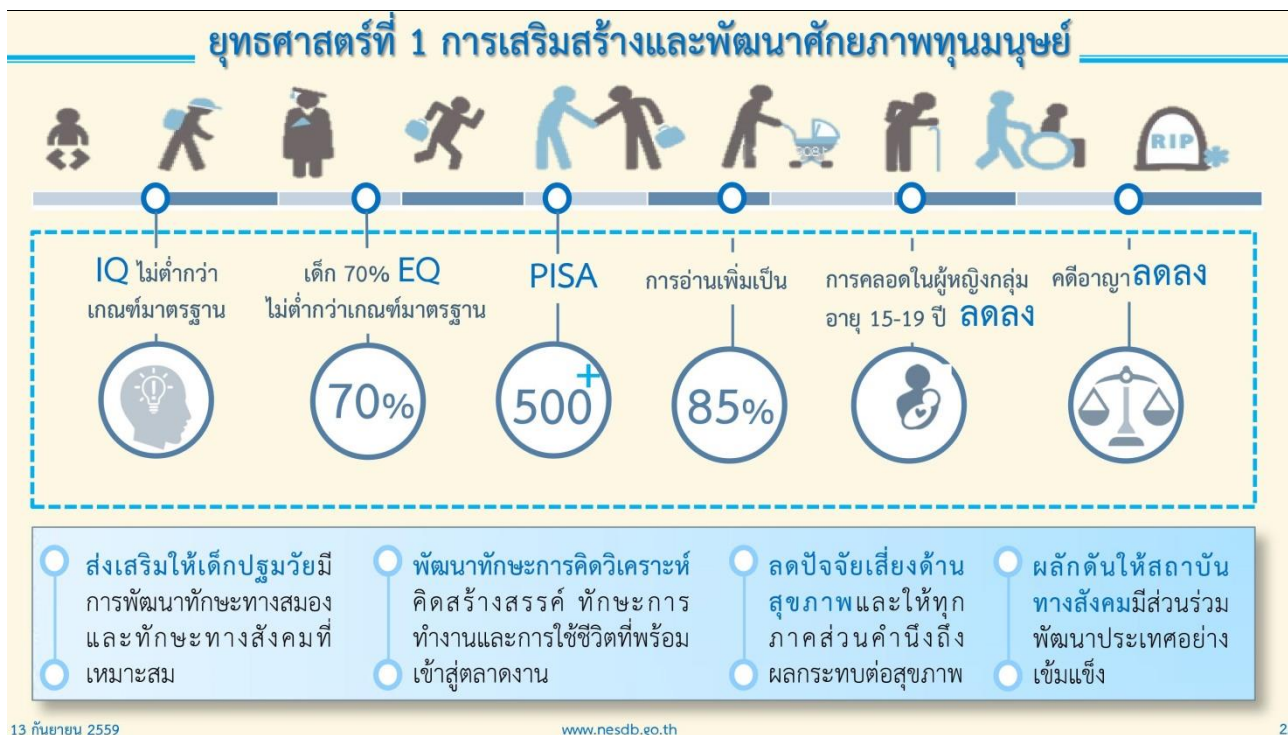 ยุทธศาสตร์ที่ 1 การเสริมสร้างและพัฒนาศักยภาพทุนมนุษย์
RIP
IQ ไม่ต่ำกว่า
เกณฑ์มาตรฐาน
เด็ก 70% EQ
ไม่ต่ำกว่าเกณฑ์มาตรฐาน
70%
PISA
500+
การอ่านเพิ่มเป็น
85%
การคลอดในผู้หญิงกลุ่ม
อายุ 15-19 ปี ลดลง
คดีอาญาลดลง
ส่งเสริมให้เด็กปฐมวัยมี
การพัฒนาทักษะทางสมอง
และทักษะทางสังคมที่
เหมาะสม
พัฒนาทักษะการคิดวิเคราะห์
คิดสร้างสรรค์ ทักษะการ
ทำงานและการใช้ชีวิตที่พร้อม
เข้าสู่ตลาดงาน
ลดปัจจัยเสี่ยงด้าน
สุขภาพและให้ทุก
ภาคส่วนคำนึงถึง
ผลกระทบต่อสุขภาพ
ผลักดันให้สถาบัน
ทางสังคมมีส่วนร่วม
พัฒนาประเทศอย่าง
เข้มแข็ง
13 กันยายน 2559
www.nesdb.go.th
2